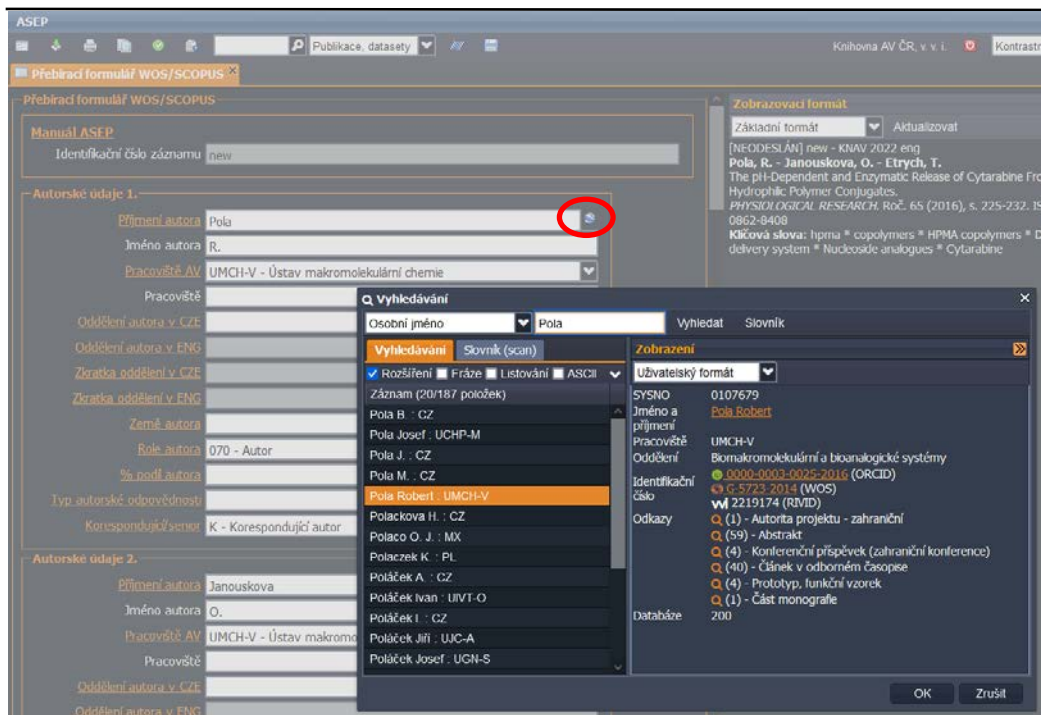 ASEP
Publikace, datasety
Knihovna AV ČR, v. v. i.
Kontrastn
Přebírací formulář WOS/SCOPUS
Přebírací formulář WOS/SCOPUS
Manuál ASEP
Identifikační číslo záznamu new
Autorské údaje 1.
Příjmení autora Pola
Jméno autora R.
Pracoviště AV UMCH-V - Ústav makromolekulární chemie
Pracoviště
Oddělení autora v CZE
Oddělení autora v ENG
Zkratka oddělení v CZE
Zkratka oddělení v ENG
Země autora
Role autora 070 - Autor
% podíl autora
Typ autorské odpovědnosti
Korespondující/senior K - Korespondující autor
Autorské údaje 2.
Příjmení autora Janouskova
Jméno autora O.
Pracoviště AV UMCH-V - Ústav makromo
Pracoviště
Oddělení autora v CZE
Oddělení autora v ENG
Zobrazovací formát
Základní formát Aktualizovat
[NEODESLÁN] new - KNAV 2022 eng
Pola, R. - Janouskova, O. - Etrych, T.
The pH-Dependent and Enzymatic Release of Cytarabine Fro
Hydrophilic Polymer Conjugates.
PHYSIOLOGICAL RESEARCH. Roč. 65 (2016), s. 225-232. IS
0862-8408
Klíčová slova: hpma * copolymers * HPMA copolymers * D
delivery system * Nucleoside analogues * Cytarabine
Vyhledávání
Osobní jméno Pola Vyhledat Slovník
Vyhledávání Slovník (scan)
Rozšíření Fráze Listování ASCII
Záznam (20/187 položek)
Pola B. : CZ
Pola Josef : UCHP-M
Pola J. : CZ
Pola M. : CZ
Pola Robert : UMCH-V
Polackova H. : CZ
Polaco O. J. : MX
Polaczek K. : PL
Poláček A. : CZ
Poláček Ivan : UIVT-O
Poláček I. : CZ
Poláček Jiří : UJC-A
Poláček Josef : UGN-S
Zobrazení
Uživatelský formát
SYSNO 0107679
Jméno a příjmení Pola Robert
Pracoviště UMCH-V
Oddělení Biomakromolekulární a bioanalogické systémy
Identifikační číslo 0000-0003-0025-2016 (ORCID)
G-5723-2014 (WOS)
2219174 (RIVID)
Odkazy (1) - Autorita projektu - zahraniční
(59) - Abstrakt
(4) - Konferenční příspěvek (zahraniční konference)
(40) - Článek v odborném časopise
(4) - Prototyp, funkční vzorek
(1) - Část monografie
Databáze 200
OK Zrušit